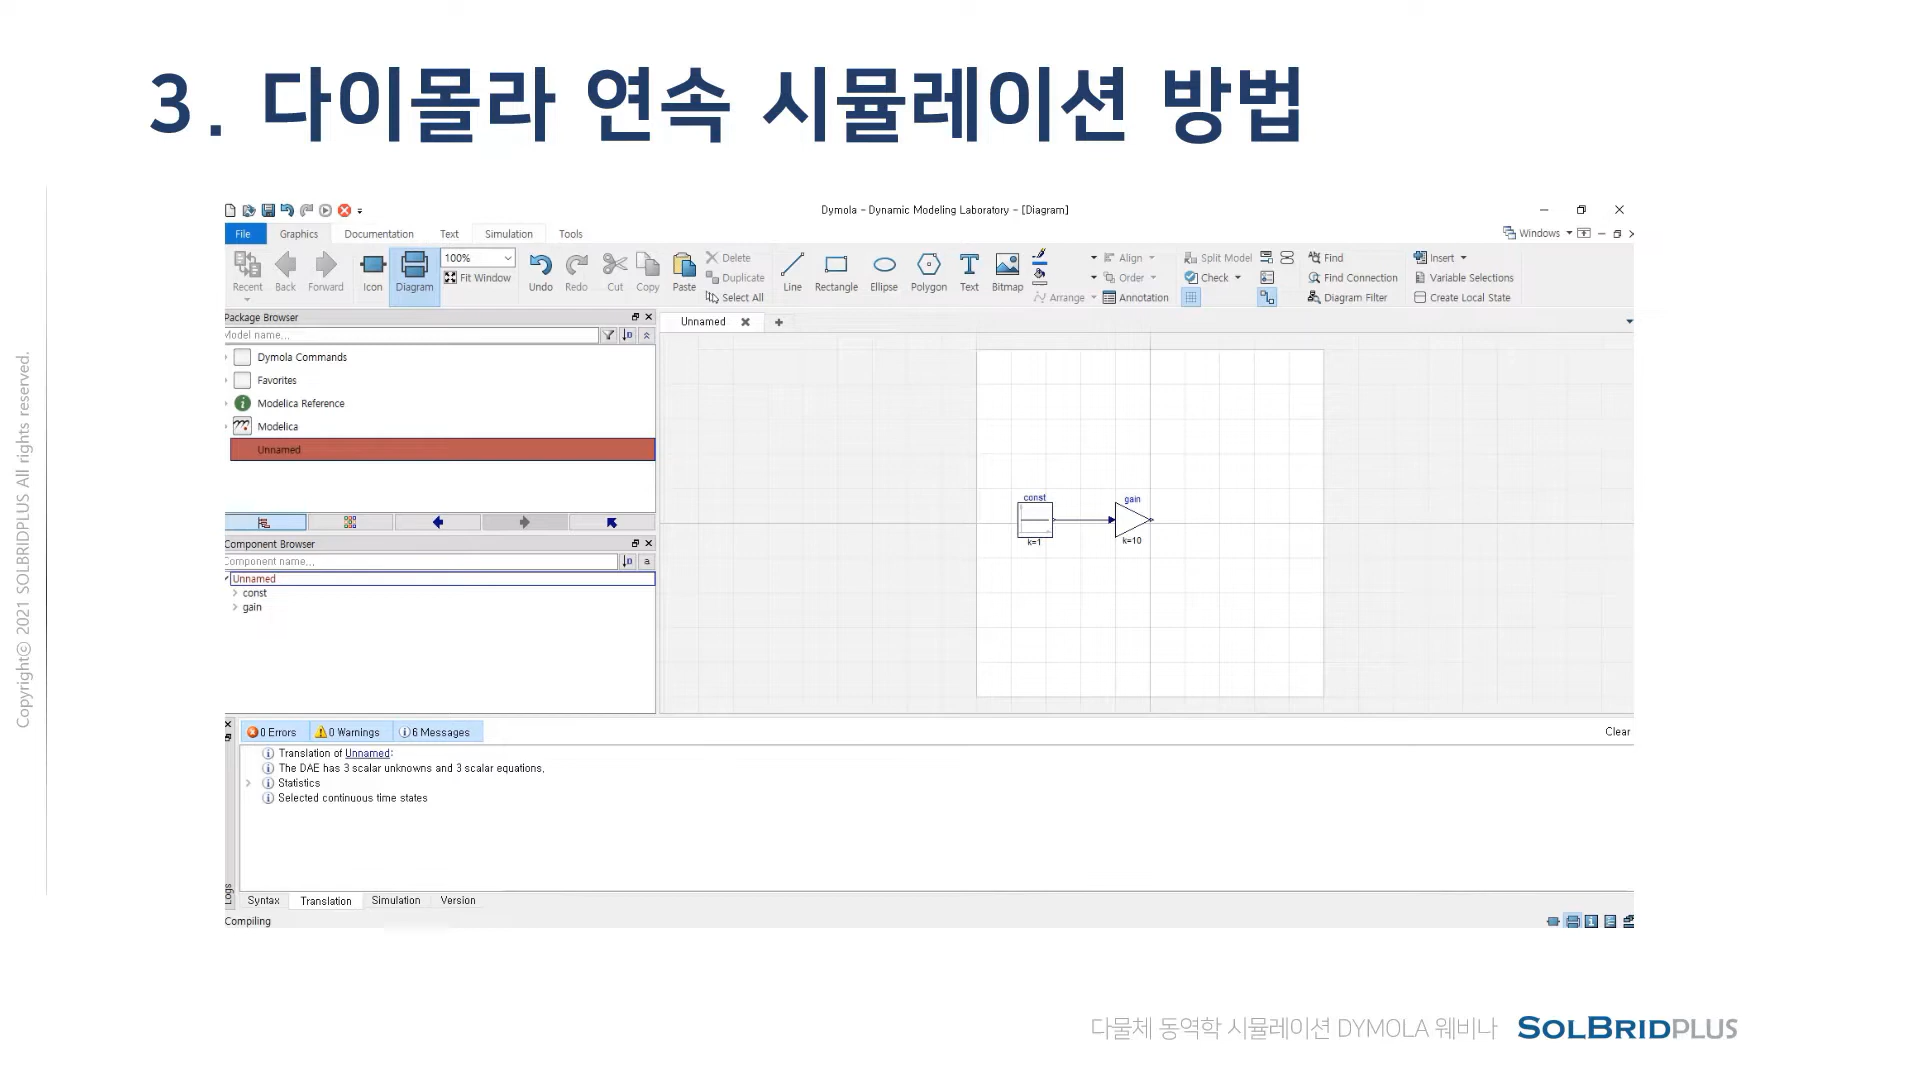 3. 다이몰라 연속 시뮬레이션 방법
Dymola - Dynamic Modeling Laboratory - [Diagram]
File Graphics Documentation Text Simulation Tools Windows
100%
Fit Window
Recent Back Forward Icon Diagram Undo Redo Cut Copy Paste
Delete
Duplicate
Select All
Line Rectangle Ellipse Polygon Text Bitmap
Align
Order
Arrange Annotation
Split Model
Check
Find
Find Connection
Diagram Filter
Insert
Variable Selections
Create Local State
Package Browser
Model name...
Dymola Commands
Favorites
Modelica Reference
Modelica
Unnamed
Component Browser
Component name...
Unnamed
const
gain
Unnamed
const
k=1
gain
k=10
0 Errors 0 Warnings 6 Messages Clear
Translation of Unnamed:
The DAE has 3 scalar unknowns and 3 scalar equations.
Statistics
Selected continuous time states
Logs
Syntax Translation Simulation Version
Compiling
Copyright© 2021 SOLBRIDPLUS All rights reserved.
다물체 동역학 시뮬레이션 DYMOLA 웨비나 SOLBRIDPLUS